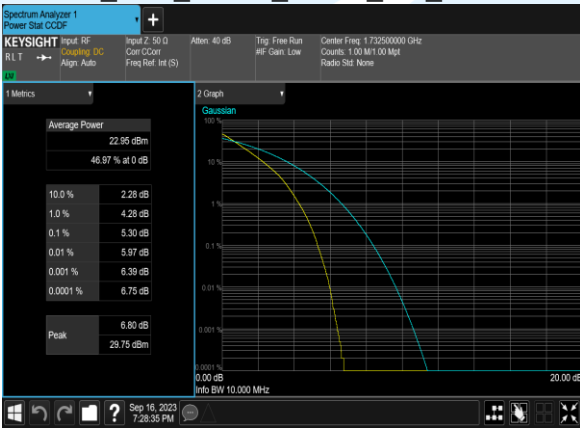 Spectrum Analyzer 1
Power Stat CCDF
+
KEYSIGHT
RLT
LW
Input: RF
Coupling: DC
Align: Auto
Input Z: 50 Ω
Corr CCorr
Freq Ref: Int (S)
Atten: 40 dB
Trig: Free Run
#IF Gain: Low
Center Freq: 1.732500000 GHz
Counts: 1.00 M/1.00 Mpt
Radio Std: None
1 Metrics
Average Power
22.95 dBm
46.97 % at 0 dB
10.0 % 2.28 dB
1.0 % 4.28 dB
0.1 % 5.30 dB
0.01 % 5.97 dB
0.001 % 6.39 dB
0.0001 % 6.75 dB
Peak
6.80 dB
29.75 dBm
2 Graph
Gaussian
100 %
10 %
1 %
0.1 %
0.01 %
0.001 %
0.0001 %
0.00 dB
20.00 dB
Info BW 10.000 MHz
?
Sep 16, 2023
7:28:35 PM